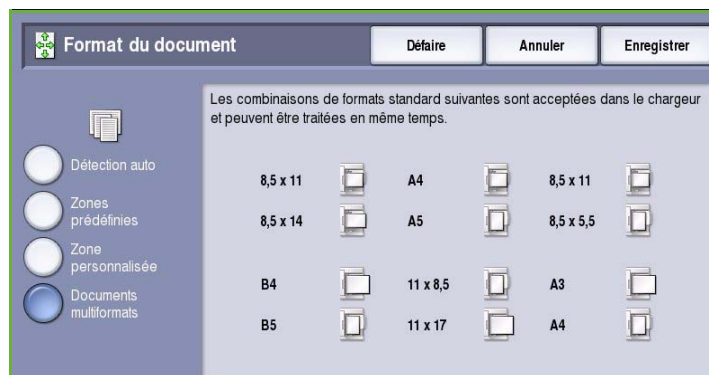 Format du document
Défaire
Annuler
Enregistrer
Détection auto
Zones
prédéfinies
Zone
personnalisée
Documents
multiformats
Les combinaisons de formats standard suivantes sont acceptées dans le chargeur
et peuvent être traitées en même temps.
8,5 x 11 A4 8,5 x 11
8,5 x 14 A5 8,5 x 5,5
B4 11 x 8,5 A3
B5 11 x 17 A4